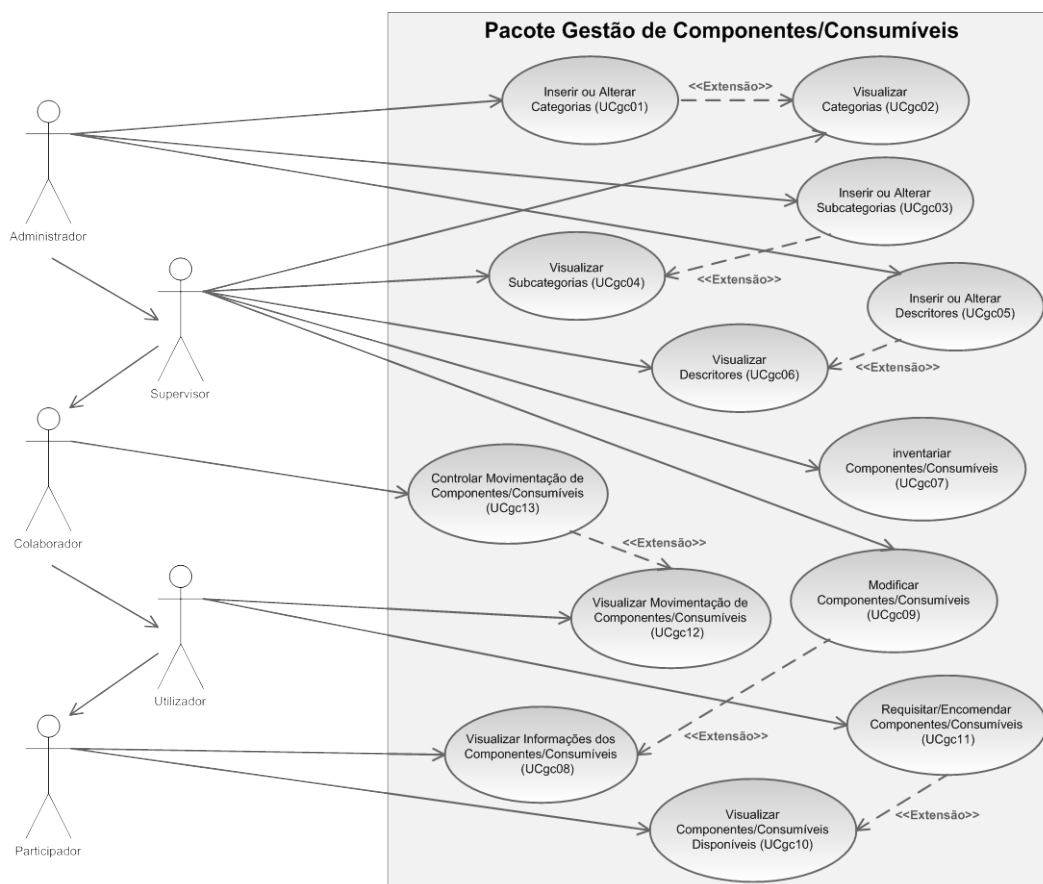 Pacote Gestão de Componentes/Consumíveis
Inserir ou Alterar
Categorias (UCgc01)
<<Extensão>>
Visualizar
Categorias (UCgc02)
Administrador
Inserir ou Alterar
Subcategorias (UCgc03)
Visualizar
Subcategorias (UCgc04)
<<Extensão>>
Inserir ou Alterar
Descritores (UCgc05)
Supervisor
Visualizar
Descritores (UCgc06)
<<Extensão>>
inventariar
Componentes/Consumíveis
(UCgc07)
Controlar Movimentação de
Componentes/Consumíveis
(UCgc13)
Colaborador
<<Extensão>>
Modificar
Componentes/Consumíveis
(UCgc09)
Visualizar Movimentação de
Componentes/Consumíveis
(UCgc12)
Utilizador
Requisitar/Encomendar
Componentes/Consumíveis
(UCgc11)
<<Extensão>>
Visualizar Informações dos
Componentes/Consumíveis
(UCgc08)
Visualizar
Componentes/Consumíveis
Disponíveis (UCgc10)
<<Extensão>>
Participador